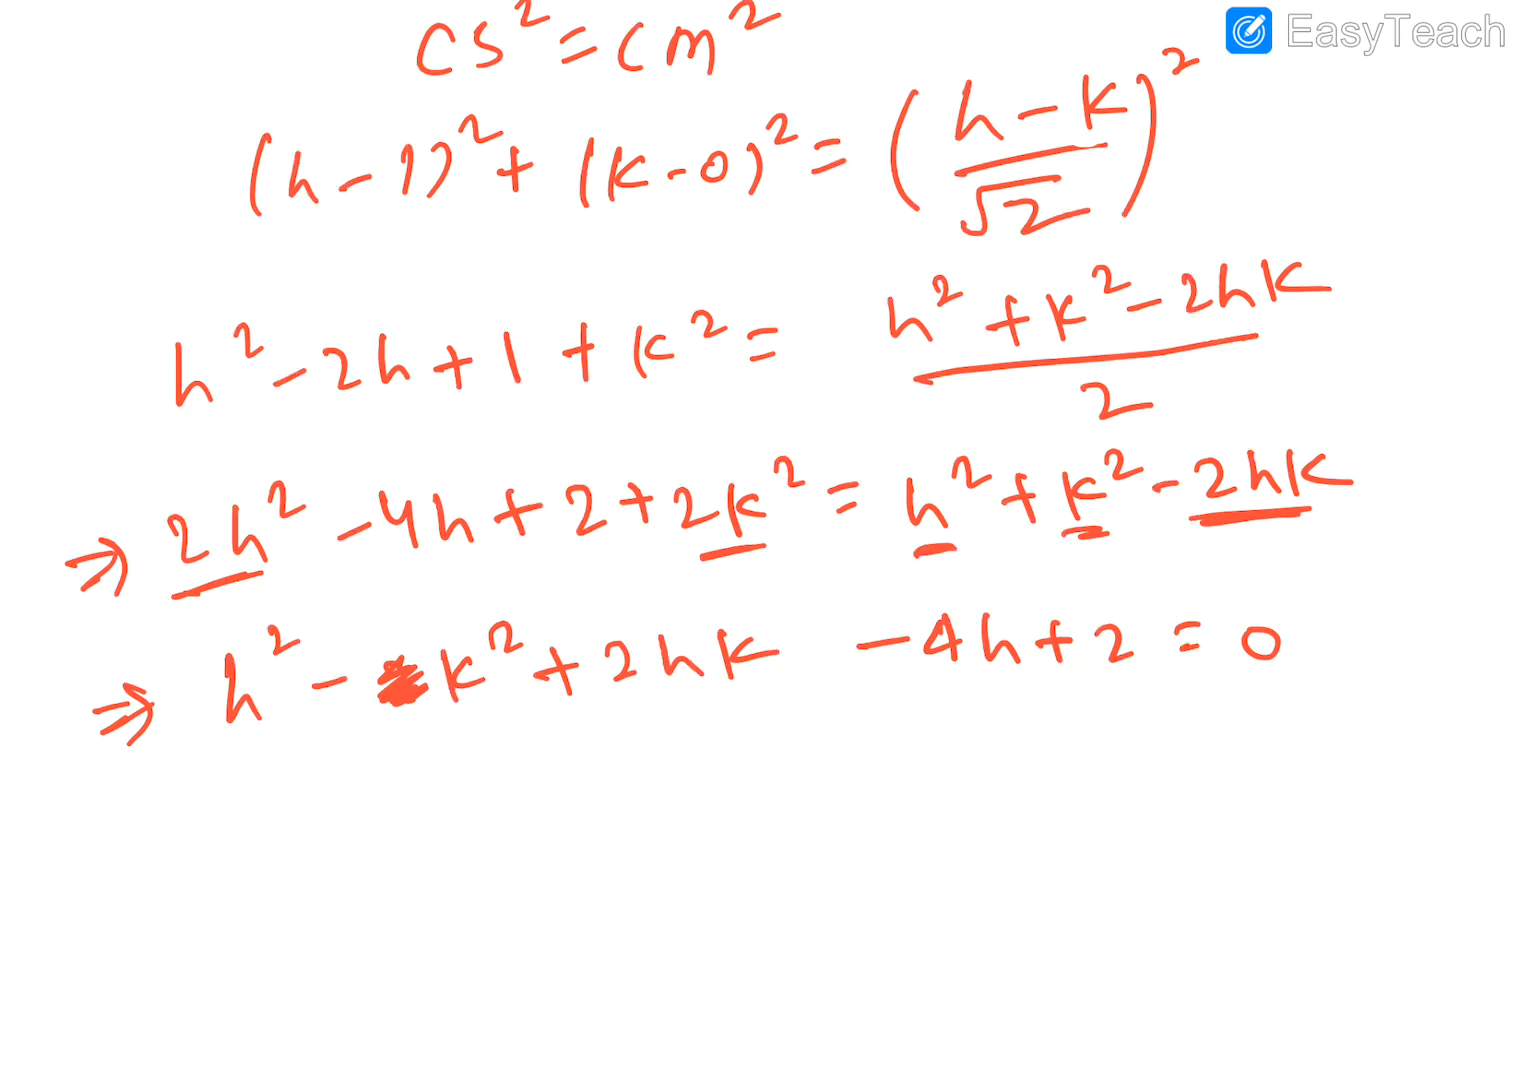 EasyTeach
CS² = CM²
(h - 1)² + (k - 0)² = ((h - k)/√2)²
h² - 2h + 1 + k² = (h² + k² - 2hk)/2
⇒ 2h² - 4h + 2 + 2k² = h² + k² - 2hk
⇒ h² - k² + 2hk - 4h + 2 = 0